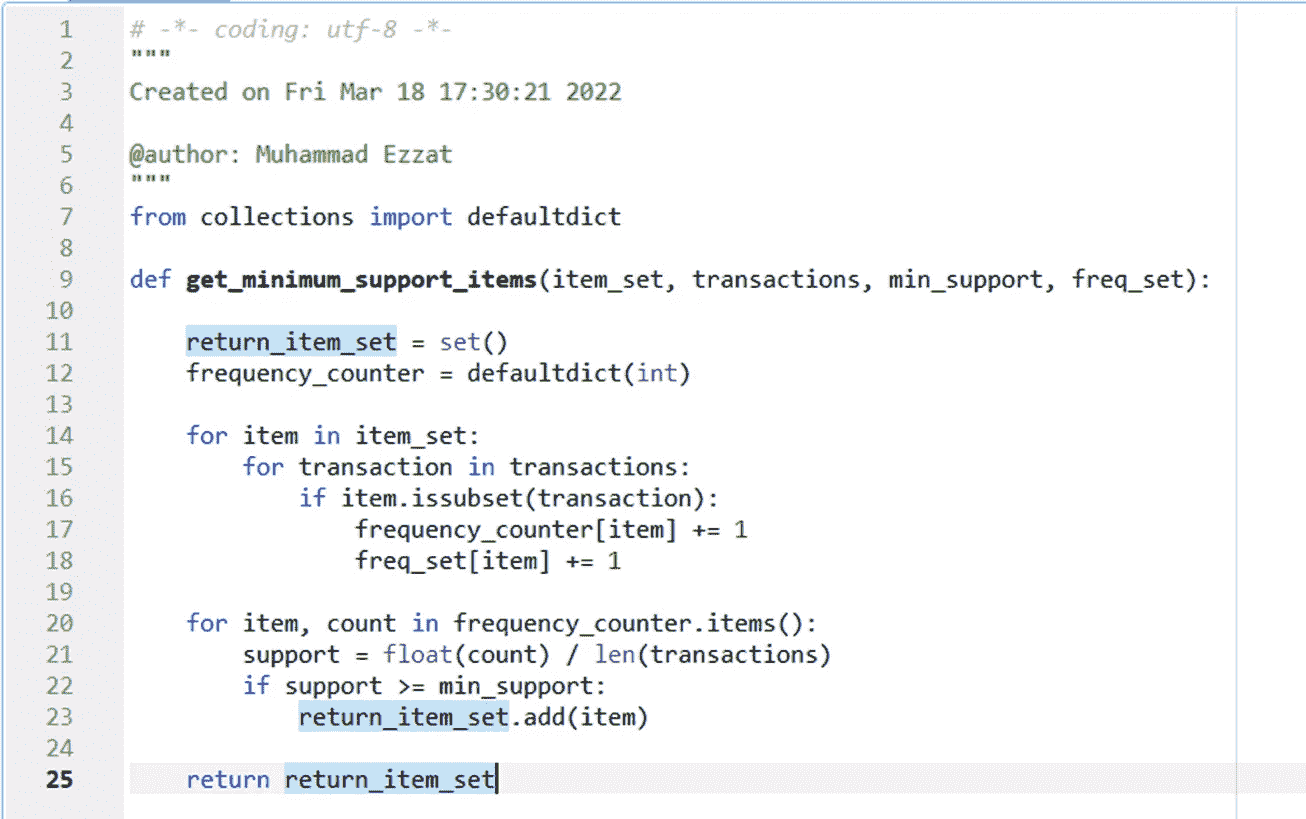 1 # -*- coding: utf-8 -*-
2 """
3 Created on Fri Mar 18 17:30:21 2022
4
5 @author: Muhammad Ezzat
6 """
7 from collections import defaultdict
8
9 def get_minimum_support_items(item_set, transactions, min_support, freq_set):
10
11     return_item_set = set()
12     frequency_counter = defaultdict(int)
13
14     for item in item_set:
15         for transaction in transactions:
16             if item.issubset(transaction):
17                 frequency_counter[item] += 1
18                 freq_set[item] += 1
19
20     for item, count in frequency_counter.items():
21         support = float(count) / len(transactions)
22         if support >= min_support:
23             return_item_set.add(item)
24
25     return return_item_set